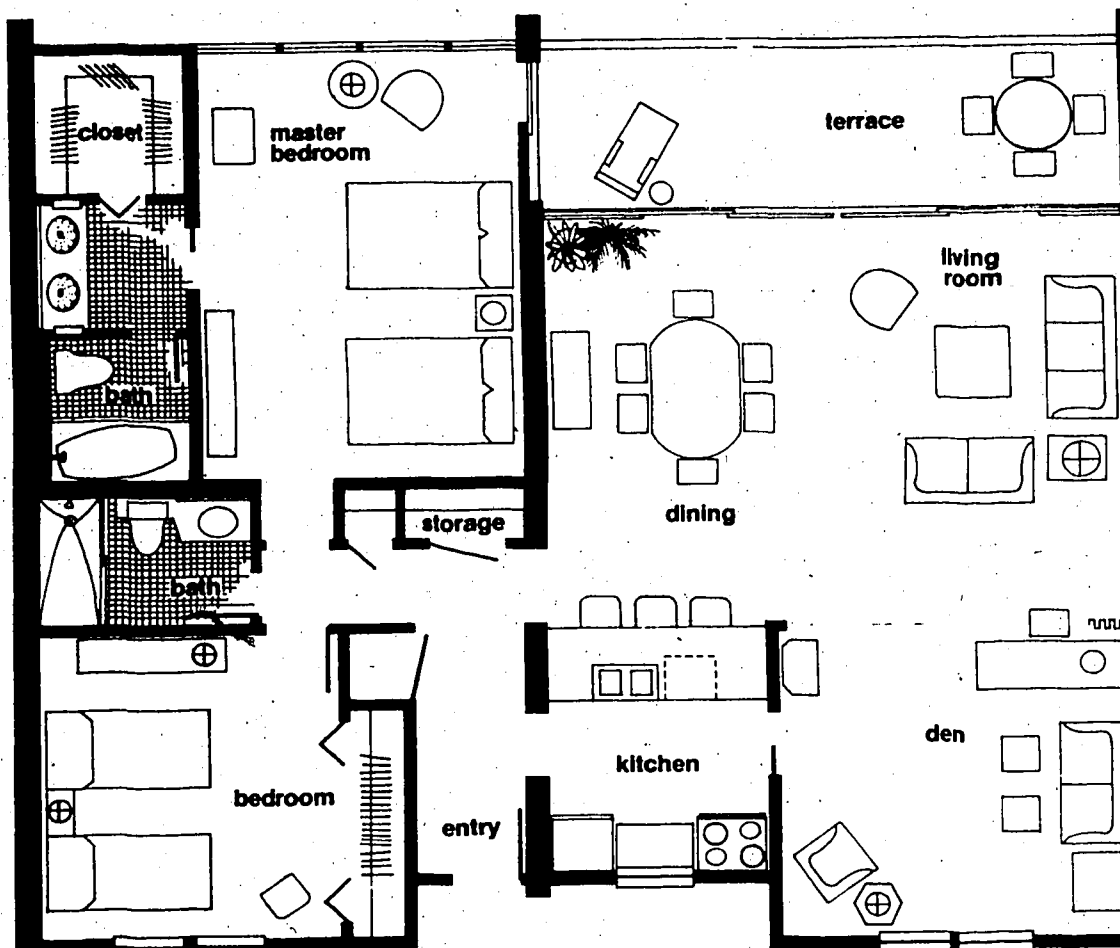 closet
master
bedroom
terrace
living
room
bath
dining
storage
bath
den
kitchen
bedroom
entry